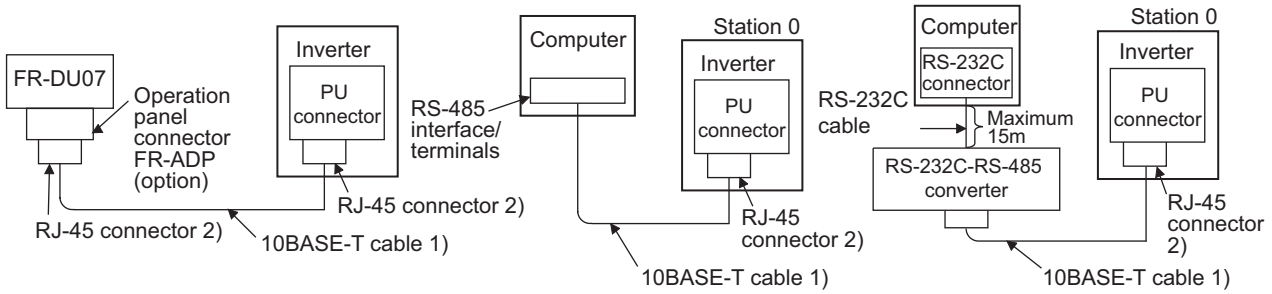 FR-DU07
Operation
panel
connector
FR-ADP
(option)
RJ-45 connector 2)
Inverter
PU
connector
RJ-45 connector 2)
10BASE-T cable 1)
Computer
RS-485
interface/
terminals
Station 0
Inverter
PU
connector
RJ-45
connector 2)
10BASE-T cable 1)
Computer
RS-232C
connector
RS-232C
cable
Maximum
15m
RS-232C-RS-485
converter
Station 0
Inverter
PU
connector
RJ-45
connector
2)
10BASE-T cable 1)